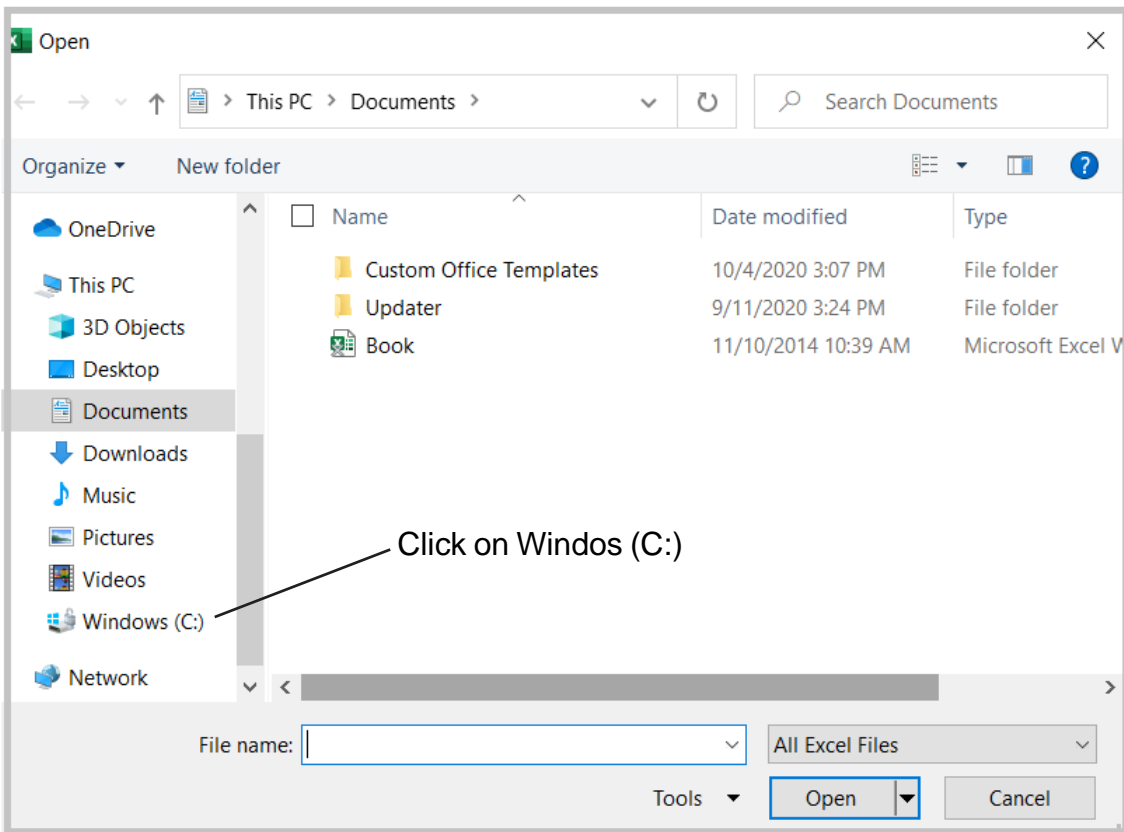 Open
This PC > Documents >
Search Documents
Organize
New folder
Name
Date modified
Type
OneDrive
This PC
3D Objects
Desktop
Documents
Downloads
Music
Pictures
Videos
Windows (C:)
Network
Custom Office Templates 10/4/2020 3:07 PM File folder
Updater 9/11/2020 3:24 PM File folder
Book 11/10/2014 10:39 AM Microsoft Excel
Click on Windos (C:)
File name:
All Excel Files
Tools
Open
Cancel